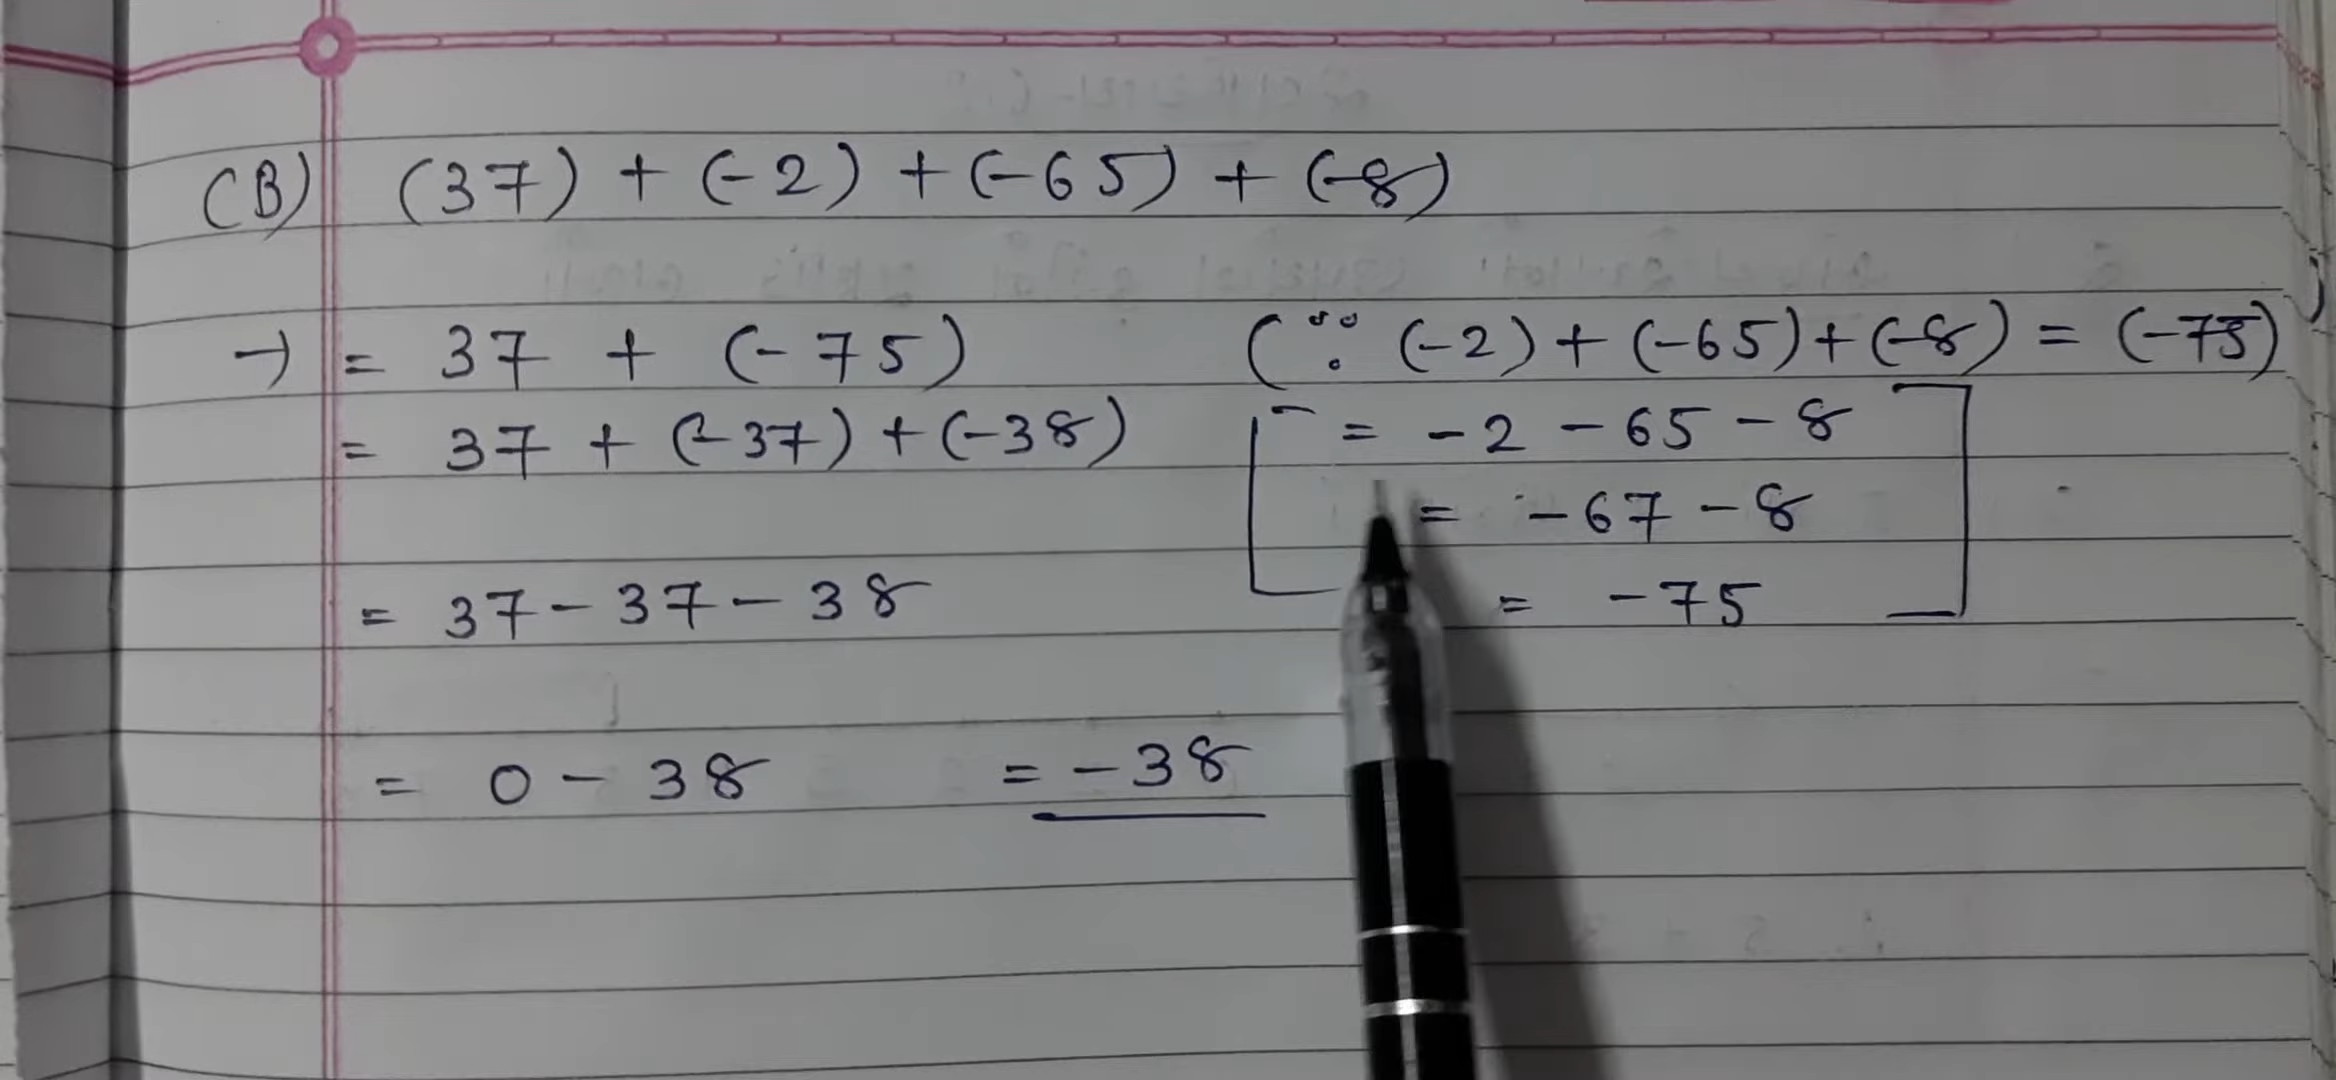 (B) (37) + (-2) + (-65) + (-8)
→ = 37 + (-75) (∵ (-2) + (-65) + (-8) = (-75)
= 37 + (-37) + (-38) [ = -2 - 65 - 8 ]
= -67 - 8
= 37 - 37 - 38 = -75
= 0 - 38 = -38